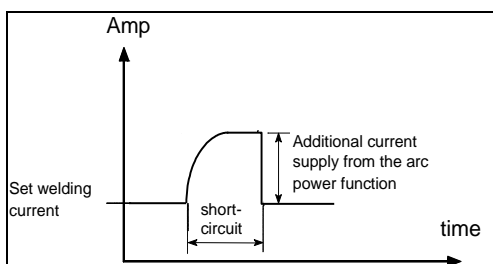 Amp
Additional current
supply from the arc
power function
Set welding
current
short-
circuit
time